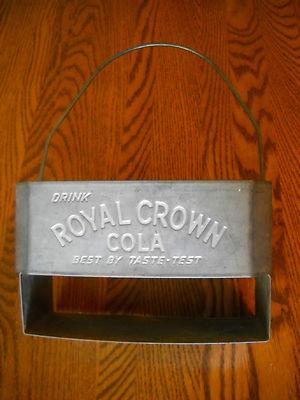 DRINK
ROYAL CROWN
COLA
BEST BY TASTE-TEST